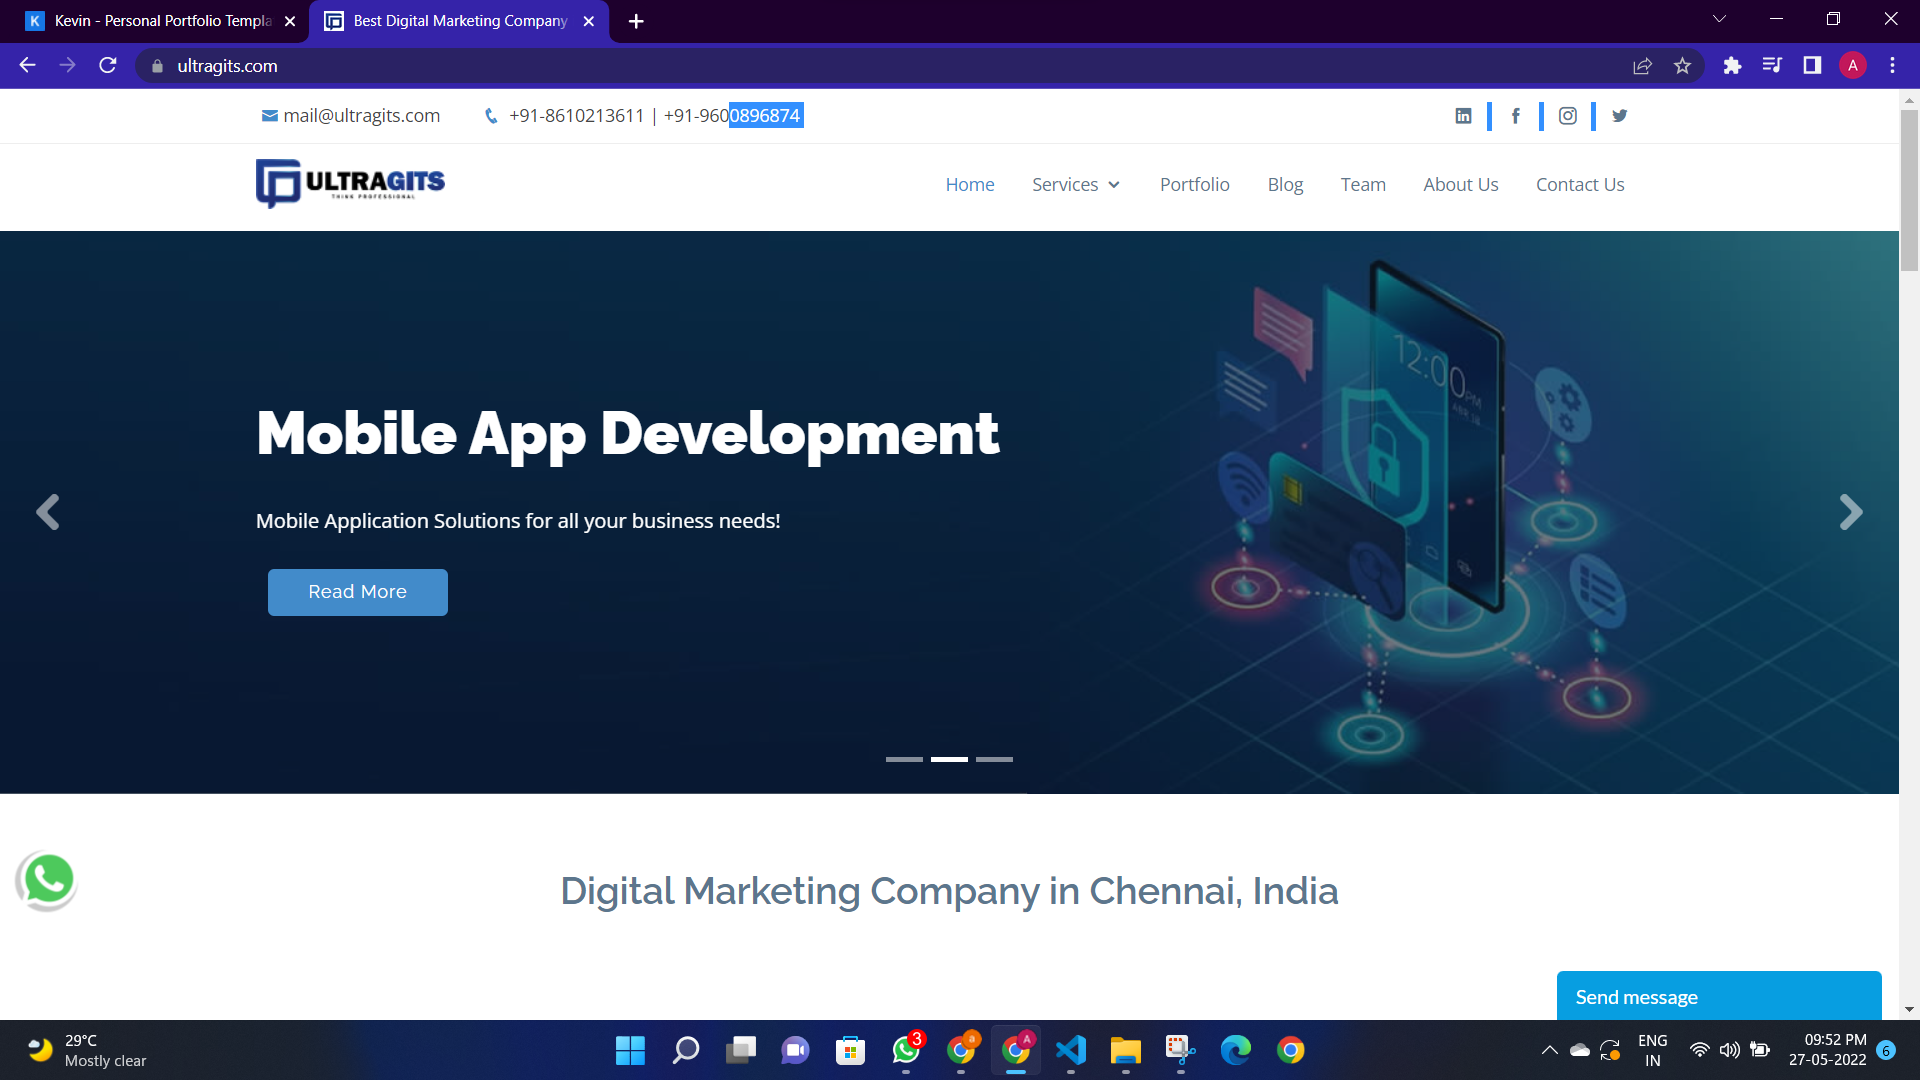 Kevin - Personal Portfolio Templa
Best Digital Marketing Company
ultragits.com
A
mail@ultragits.com +91-8610213611 | +91-9600896874
ULTRAGITS
THINK PROFESSIONAL
Home Services Portfolio Blog Team About Us Contact Us
12:00 PM
Mobile App Development
Mobile Application Solutions for all your business needs!
Read More
Digital Marketing Company in Chennai, India
Send message
29°C
Mostly clear
3
a
A
ENG
IN
09:52 PM
27-05-2022
6